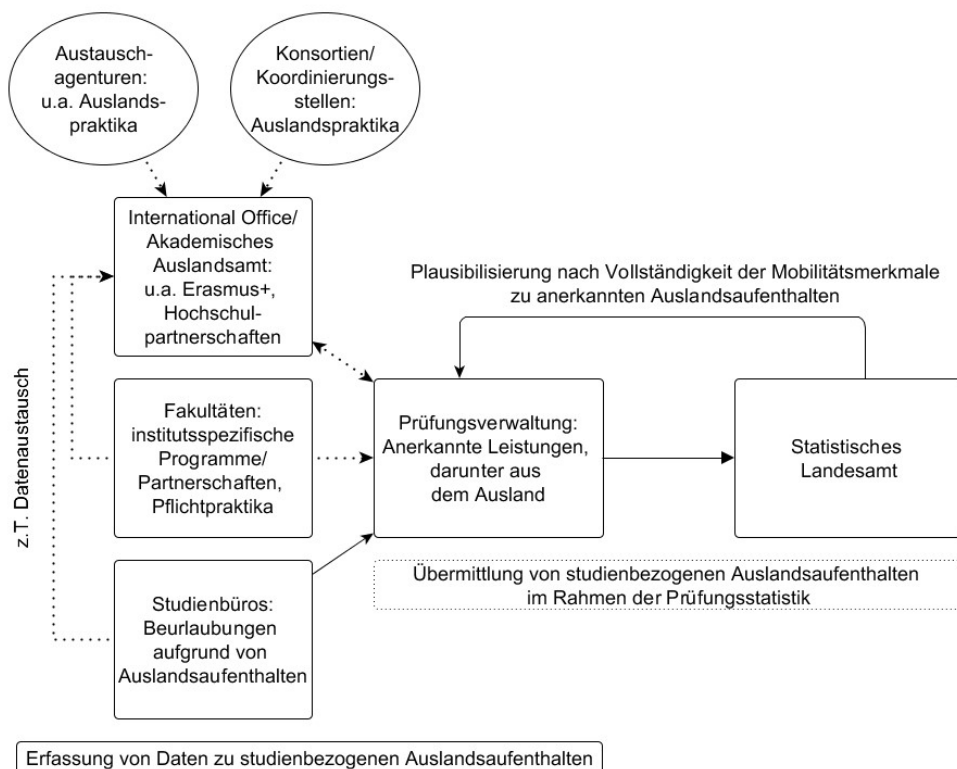 Austausch-
agenturen:
u.a. Auslands-
praktika
Konsortien/
Koordinierungs-
stellen:
Auslandspraktika
International Office/
Akademisches
Auslandsamt:
u.a. Erasmus+,
Hochschul-
partnerschaften
Plausibilisierung nach Vollständigkeit der Mobilitätsmerkmale
zu anerkannten Auslandsaufenthalten
z.T. Datenaustausch
Fakultäten:
institutsspezifische
Programme/
Partnerschaften,
Pflichtpraktika
Prüfungsverwaltung:
Anerkannte Leistungen,
darunter aus
dem Ausland
Statistisches
Landesamt
Studienbüros:
Beurlaubungen
aufgrund von
Auslandsaufenthalten
Übermittlung von studienbezogenen Auslandsaufenthalten
im Rahmen der Prüfungsstatistik
Erfassung von Daten zu studienbezogenen Auslandsaufenthalten